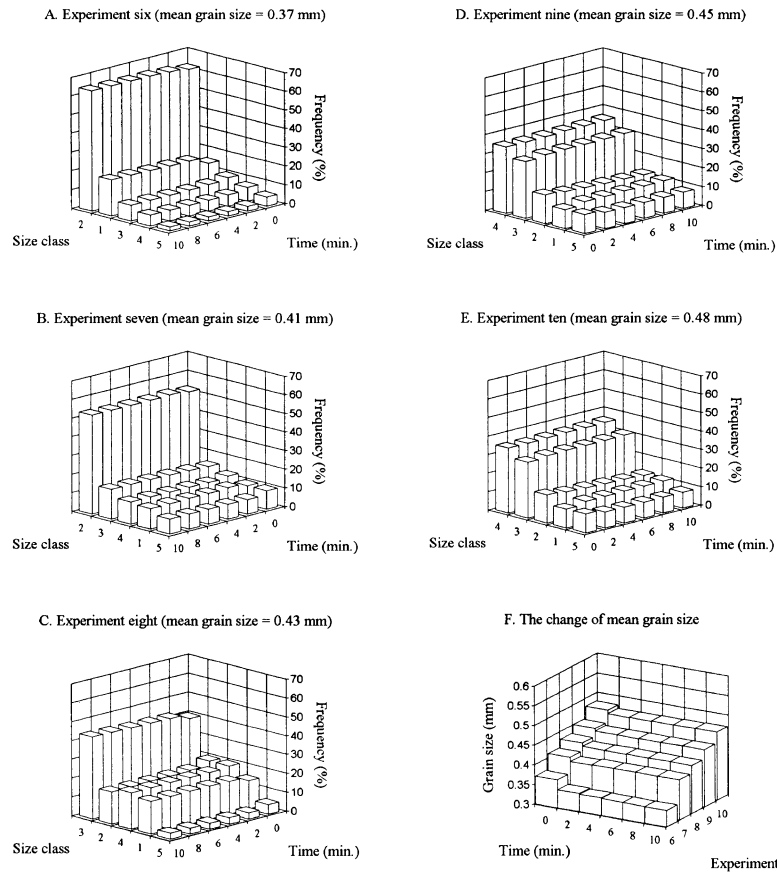 A. Experiment six (mean grain size = 0.37 mm)
70
60
50
40
30
20
10
0
Frequency (%)
2 1 3 4 5
10 8 6 4 2 0
Size class
Time (min.)
B. Experiment seven (mean grain size = 0.41 mm)
70
60
50
40
30
20
10
0
Frequency (%)
2 3 4 1 5
10 8 6 4 2 0
Size class
Time (min.)
C. Experiment eight (mean grain size = 0.43 mm)
70
60
50
40
30
20
10
0
Frequency (%)
3 2 4 1 5
10 8 6 4 2 0
Size class
Time (min.)
D. Experiment nine (mean grain size = 0.45 mm)
70
60
50
40
30
20
10
0
Frequency (%)
4 3 2 1 5
0 2 4 6 8 10
Size class
Time (min.)
E. Experiment ten (mean grain size = 0.48 mm)
70
60
50
40
30
20
10
0
Frequency (%)
4 3 2 1 5
0 2 4 6 8 10
Size class
Time (min.)
F. The change of mean grain size
0.6
0.55
0.5
0.45
0.4
0.35
0.3
Grain size (mm)
0 2 4 6 8 10
6 7 8 9 10
Time (min.)
Experiment